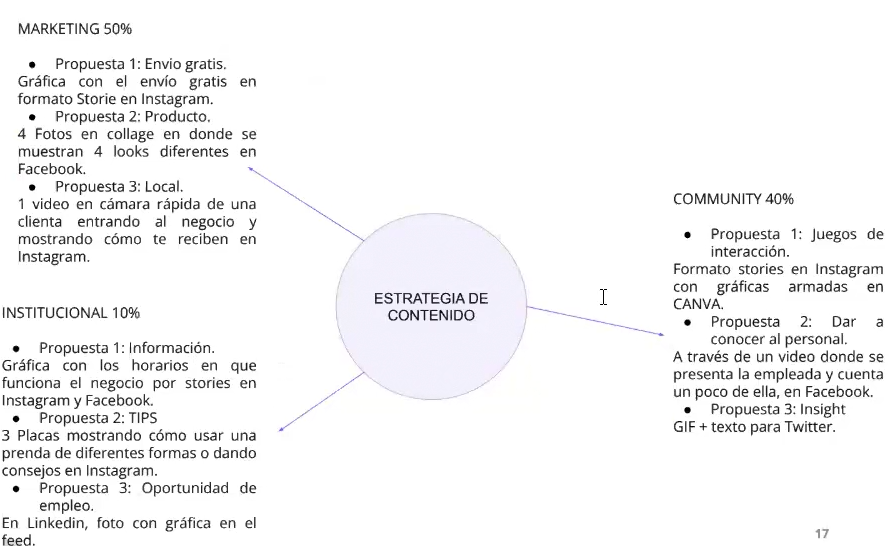 MARKETING 50%
● Propuesta 1: Envio gratis.
Gráfica con el envío gratis en
formato Storie en Instagram.
● Propuesta 2: Producto.
4 Fotos en collage en donde se
muestran 4 looks diferentes en
Facebook.
● Propuesta 3: Local.
1 video en cámara rápida de una
clienta entrando al negocio y
mostrando cómo te reciben en
Instagram.
INSTITUCIONAL 10%
● Propuesta 1: Información.
Gráfica con los horarios en que
funciona el negocio por stories en
Instagram y Facebook.
● Propuesta 2: TIPS
3 Placas mostrando cómo usar una
prenda de diferentes formas o dando
consejos en Instagram.
● Propuesta 3: Oportunidad de
empleo.
En Linkedin, foto con gráfica en el
feed.
ESTRATEGIA DE
CONTENIDO
COMMUNITY 40%
● Propuesta 1: Juegos de
interacción.
Formato stories en Instagram
con gráficas armadas en
CANVA.
● Propuesta 2: Dar a
conocer al personal.
A través de un video donde se
presenta la empleada y cuenta
un poco de ella, en Facebook.
● Propuesta 3: Insight
GIF + texto para Twitter.
17